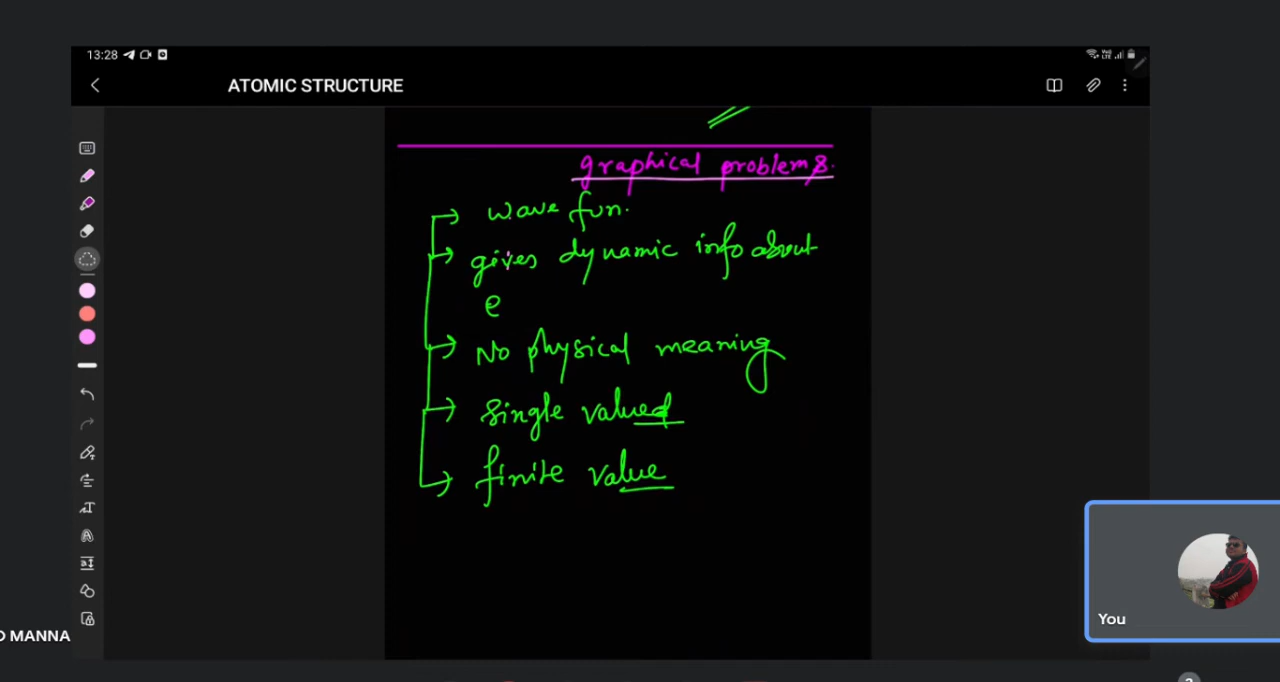 13:28
ATOMIC STRUCTURE
graphical problems.
wave fun.
gives dynamic info about
e
No physical meaning
single valued
finite value
You
MANNA